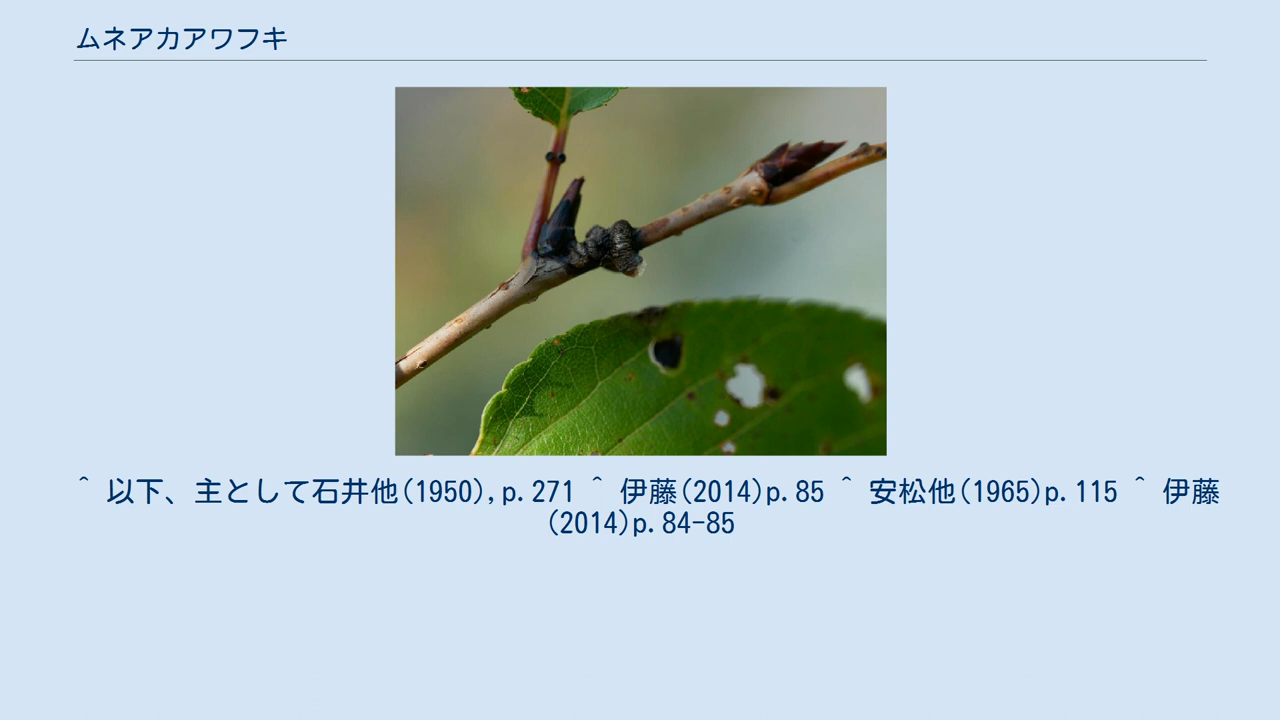 ムネアカアワフキ
^ 以下、主として石井他(1950),p.271 ^ 伊藤(2014)p.85 ^ 安松他(1965)p.115 ^ 伊藤
(2014)p.84-85